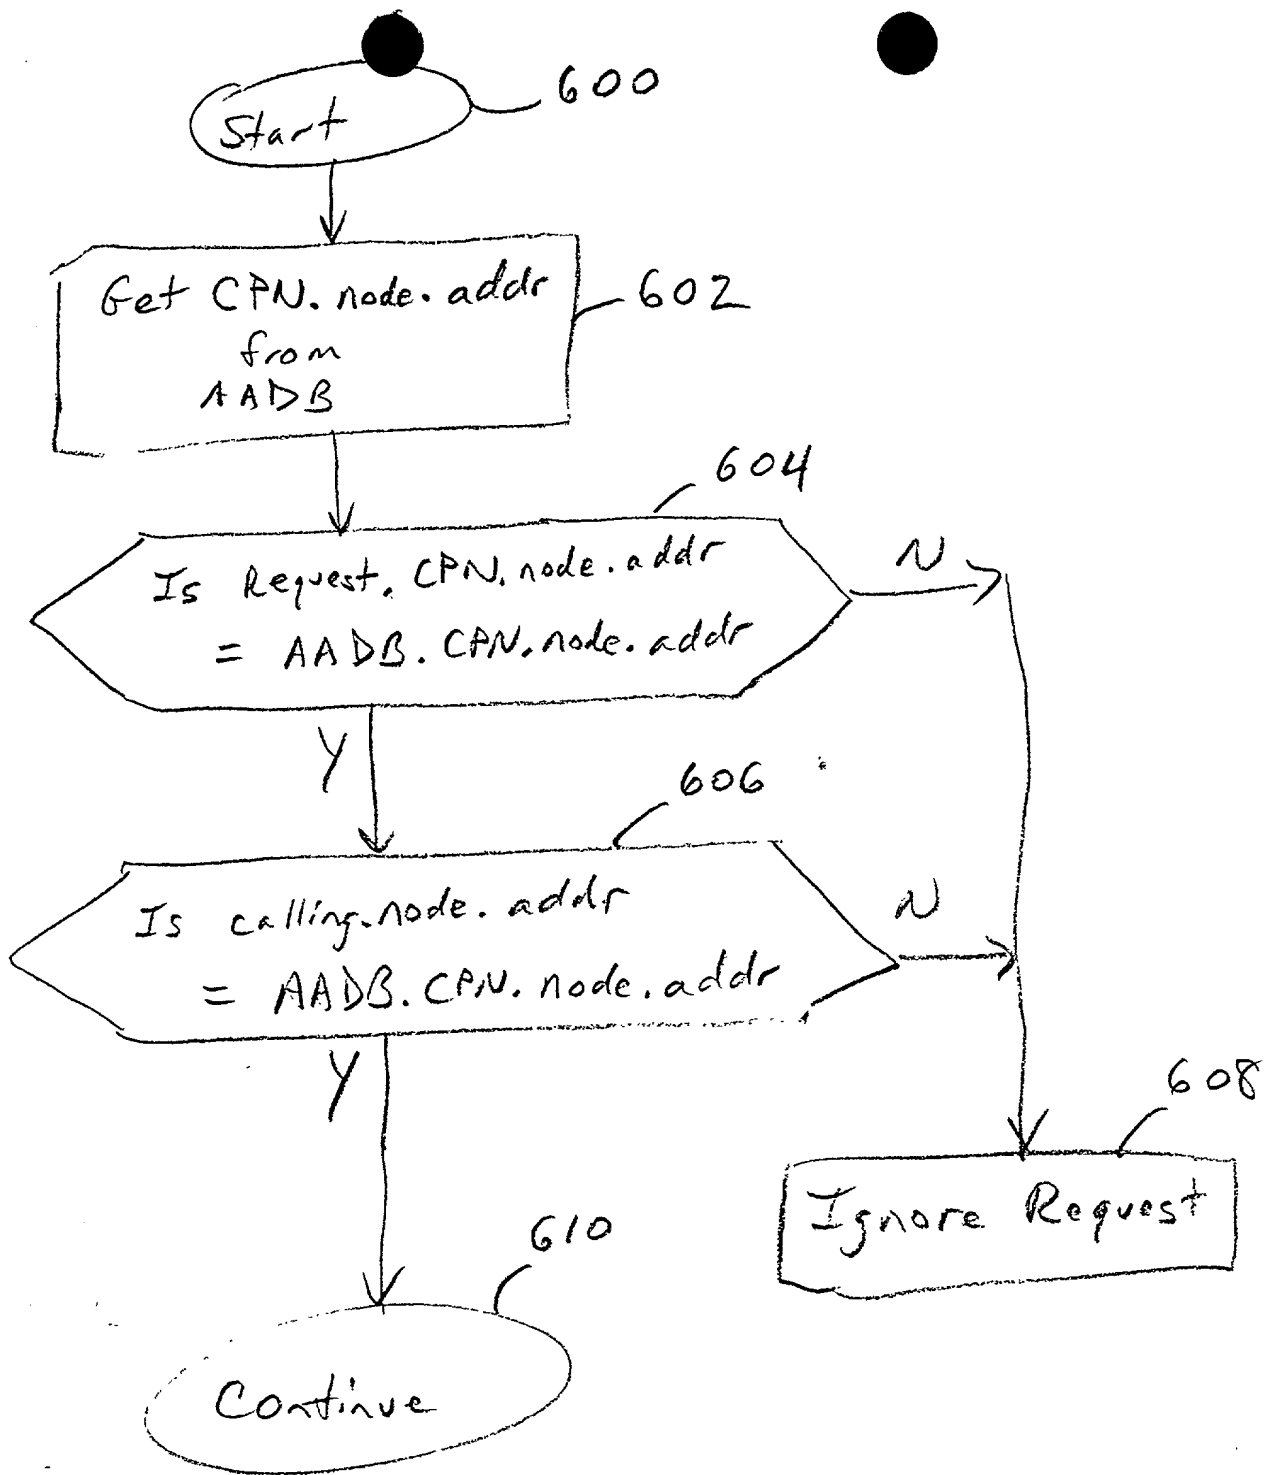 600
Start
Get CPN.node.addr
from
AADB
602
604
Is Request.CPN.node.addr
= AADB.CPN.node.addr
N
Y
606
Is calling.node.addr
= AADB.CPN.node.addr
N
Y
608
Ignore Request
610
Continue